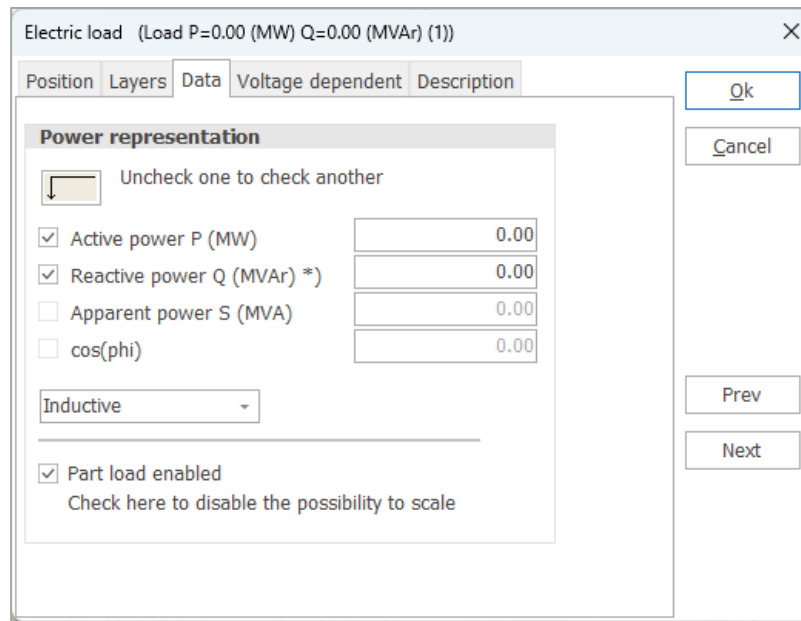 Electric load (Load P=0.00 (MW) Q=0.00 (MVAr) (1))
Position Layers Data Voltage dependent Description
Ok
Cancel
Power representation
Uncheck one to check another
Active power P (MW) 0.00
Reactive power Q (MVAr) *) 0.00
Apparent power S (MVA) 0.00
cos(phi) 0.00
Inductive
Prev
Next
Part load enabled
Check here to disable the possibility to scale